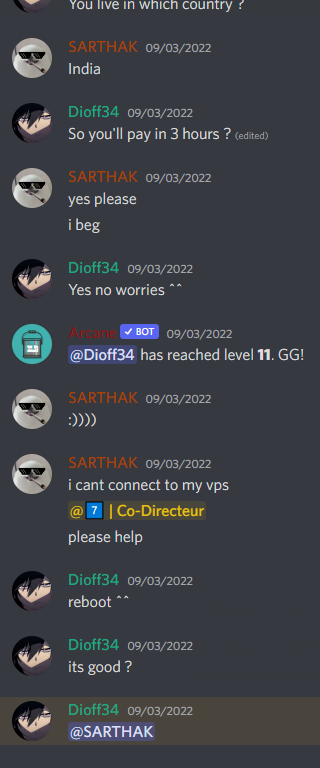 You live in which country ?
SARTHAK 09/03/2022
India
Dioff34 09/03/2022
So you'll pay in 3 hours ? (edited)
SARTHAK 09/03/2022
yes please
i beg
Dioff34 09/03/2022
Yes no worries ^^
Arcane ✓ BOT 09/03/2022
@Dioff34 has reached level 11. GG!
SARTHAK 09/03/2022
:))))
SARTHAK 09/03/2022
i cant connect to my vps
@7 | Co-Directeur
please help
Dioff34 09/03/2022
reboot ^^
Dioff34 09/03/2022
its good ?
Dioff34 09/03/2022
@SARTHAK